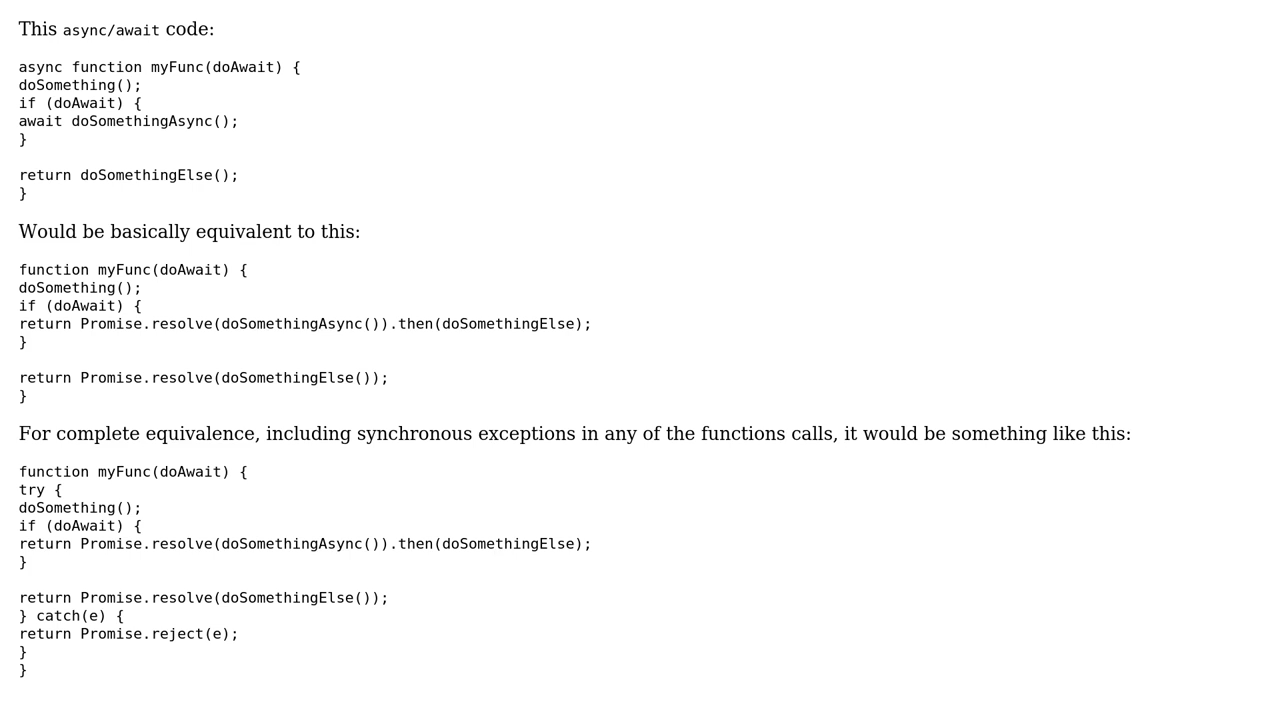 This async/await code:
async function myFunc(doAwait) {
doSomething();
if (doAwait) {
await doSomethingAsync();
}
return doSomethingElse();
}
Would be basically equivalent to this:
function myFunc(doAwait) {
doSomething();
if (doAwait) {
return Promise.resolve(doSomethingAsync()).then(doSomethingElse);
}
return Promise.resolve(doSomethingElse());
}
For complete equivalence, including synchronous exceptions in any of the functions calls, it would be something like this:
function myFunc(doAwait) {
try {
doSomething();
if (doAwait) {
return Promise.resolve(doSomethingAsync()).then(doSomethingElse);
}
return Promise.resolve(doSomethingElse());
} catch(e) {
return Promise.reject(e);
}
}